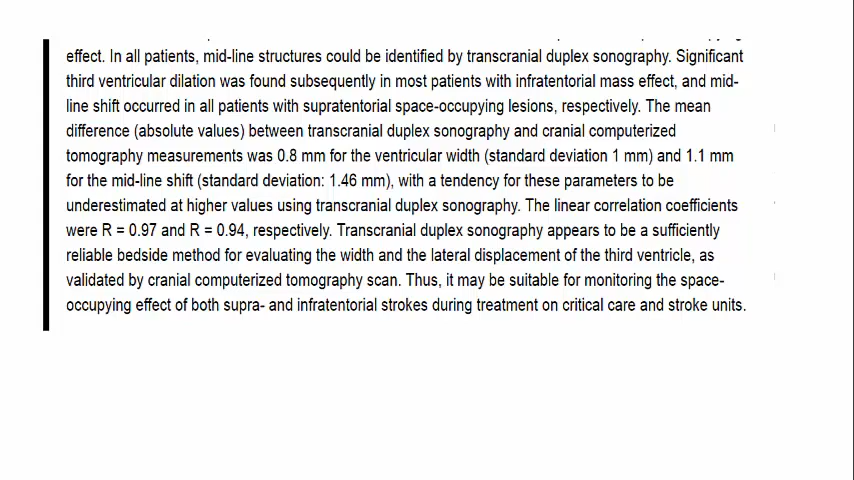 effect. In all patients, mid-line structures could be identified by transcranial duplex sonography. Significant
third ventricular dilation was found subsequently in most patients with infratentorial mass effect, and mid-
line shift occurred in all patients with supratentorial space-occupying lesions, respectively. The mean
difference (absolute values) between transcranial duplex sonography and cranial computerized
tomography measurements was 0.8 mm for the ventricular width (standard deviation 1 mm) and 1.1 mm
for the mid-line shift (standard deviation: 1.46 mm), with a tendency for these parameters to be
underestimated at higher values using transcranial duplex sonography. The linear correlation coefficients
were R = 0.97 and R = 0.94, respectively. Transcranial duplex sonography appears to be a sufficiently
reliable bedside method for evaluating the width and the lateral displacement of the third ventricle, as
validated by cranial computerized tomography scan. Thus, it may be suitable for monitoring the space-
occupying effect of both supra- and infratentorial strokes during treatment on critical care and stroke units.